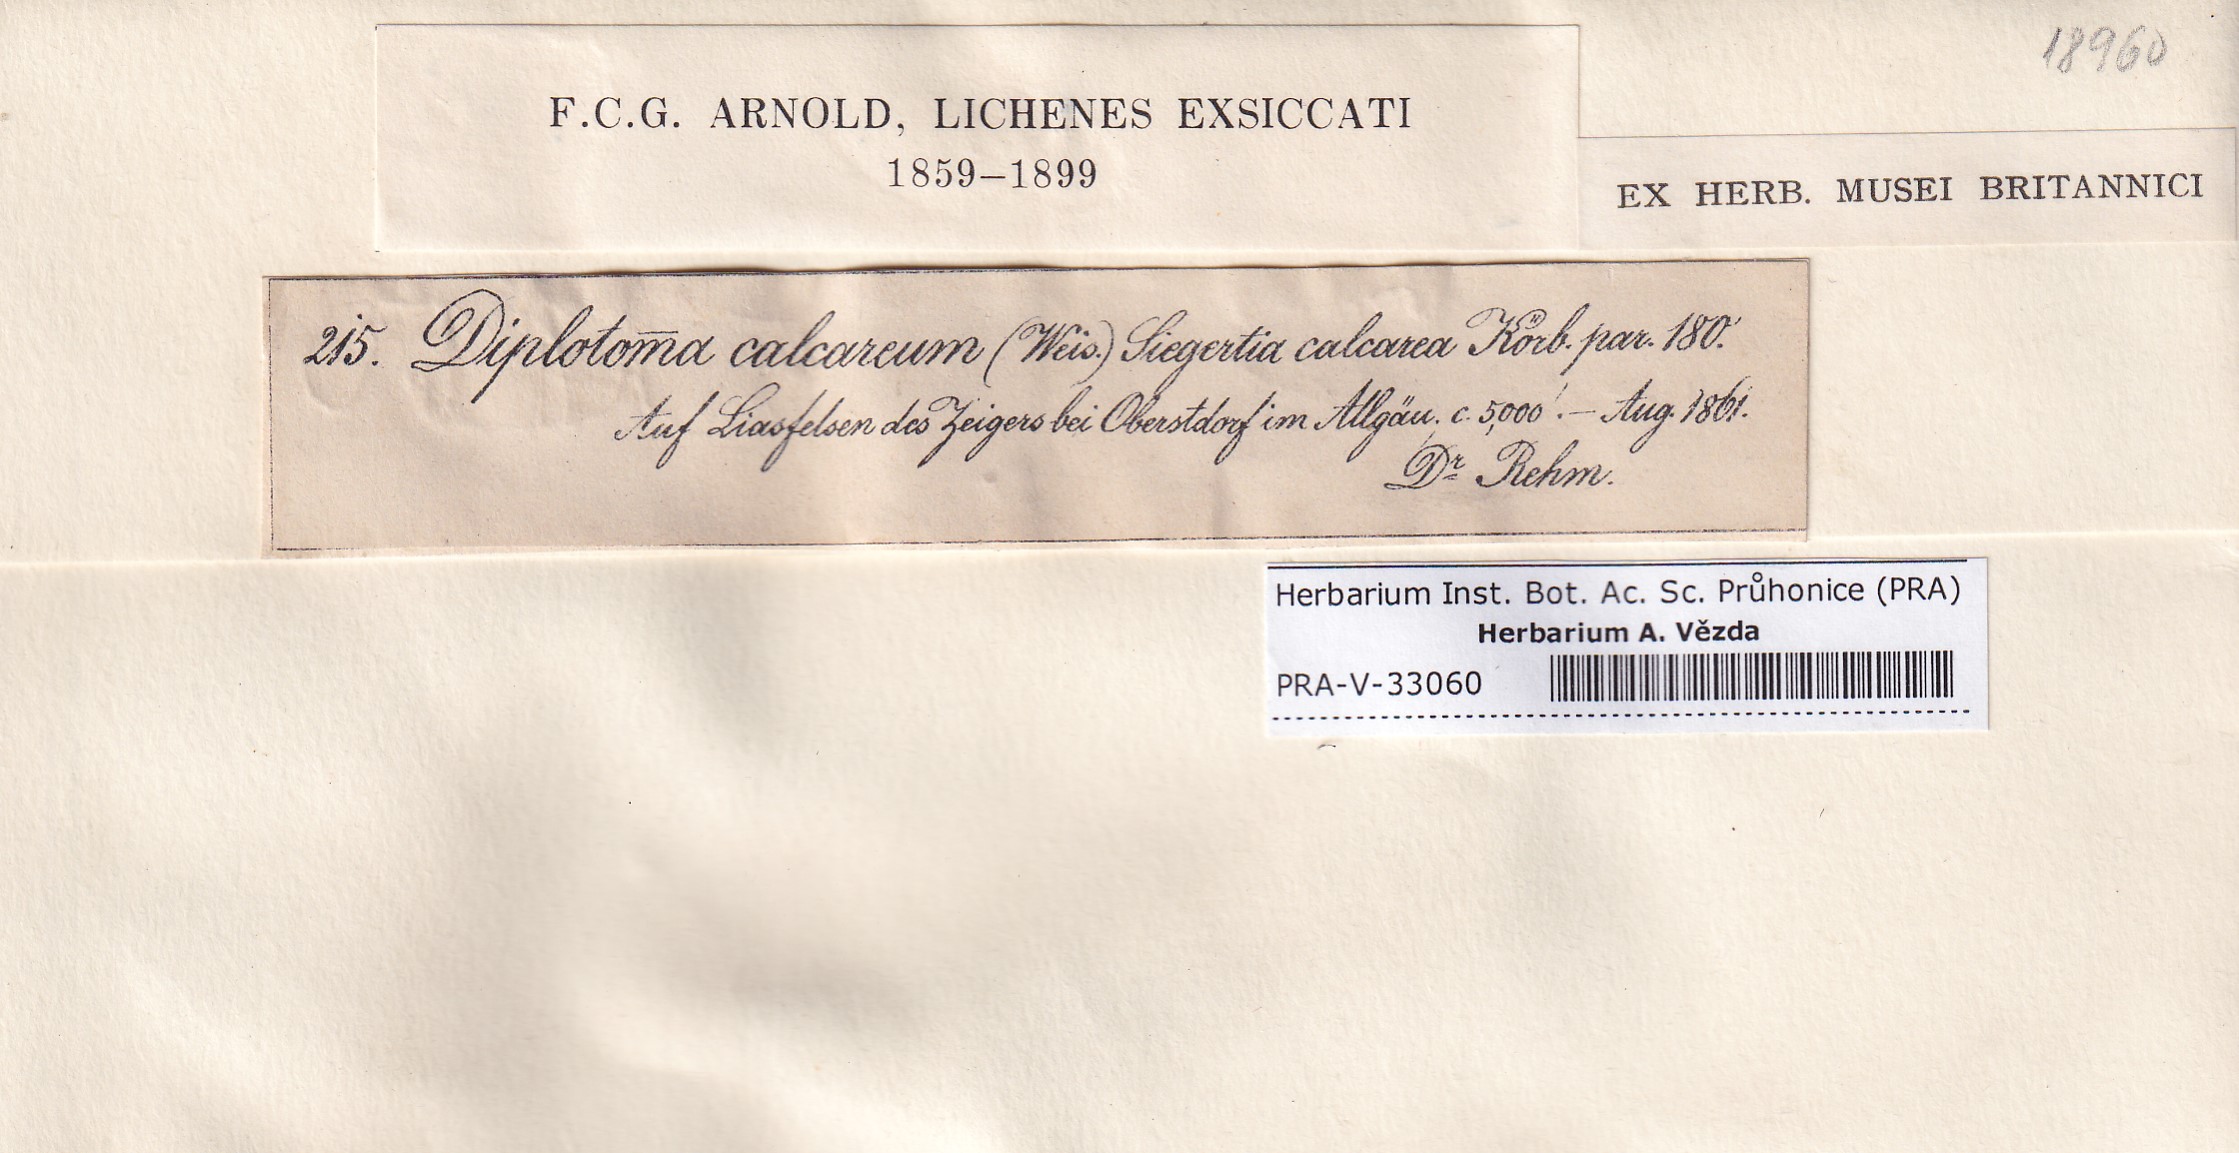 18960
F.C.G. ARNOLD, LICHENES EXSICCATI
1859–1899
EX HERB. MUSEI BRITANNICI
215. Diplotom̄a calcareum (Weis.) Siegertia calcarea Körb. par. 180.
Auf Liasfelsen des Zeigers bei Oberstdorf im Allgäu. c. 5,000'. — Aug. 1861.
Dr Rehm.
Herbarium Inst. Bot. Ac. Sc. Průhonice (PRA)
Herbarium A. Vězda
PRA-V-33060